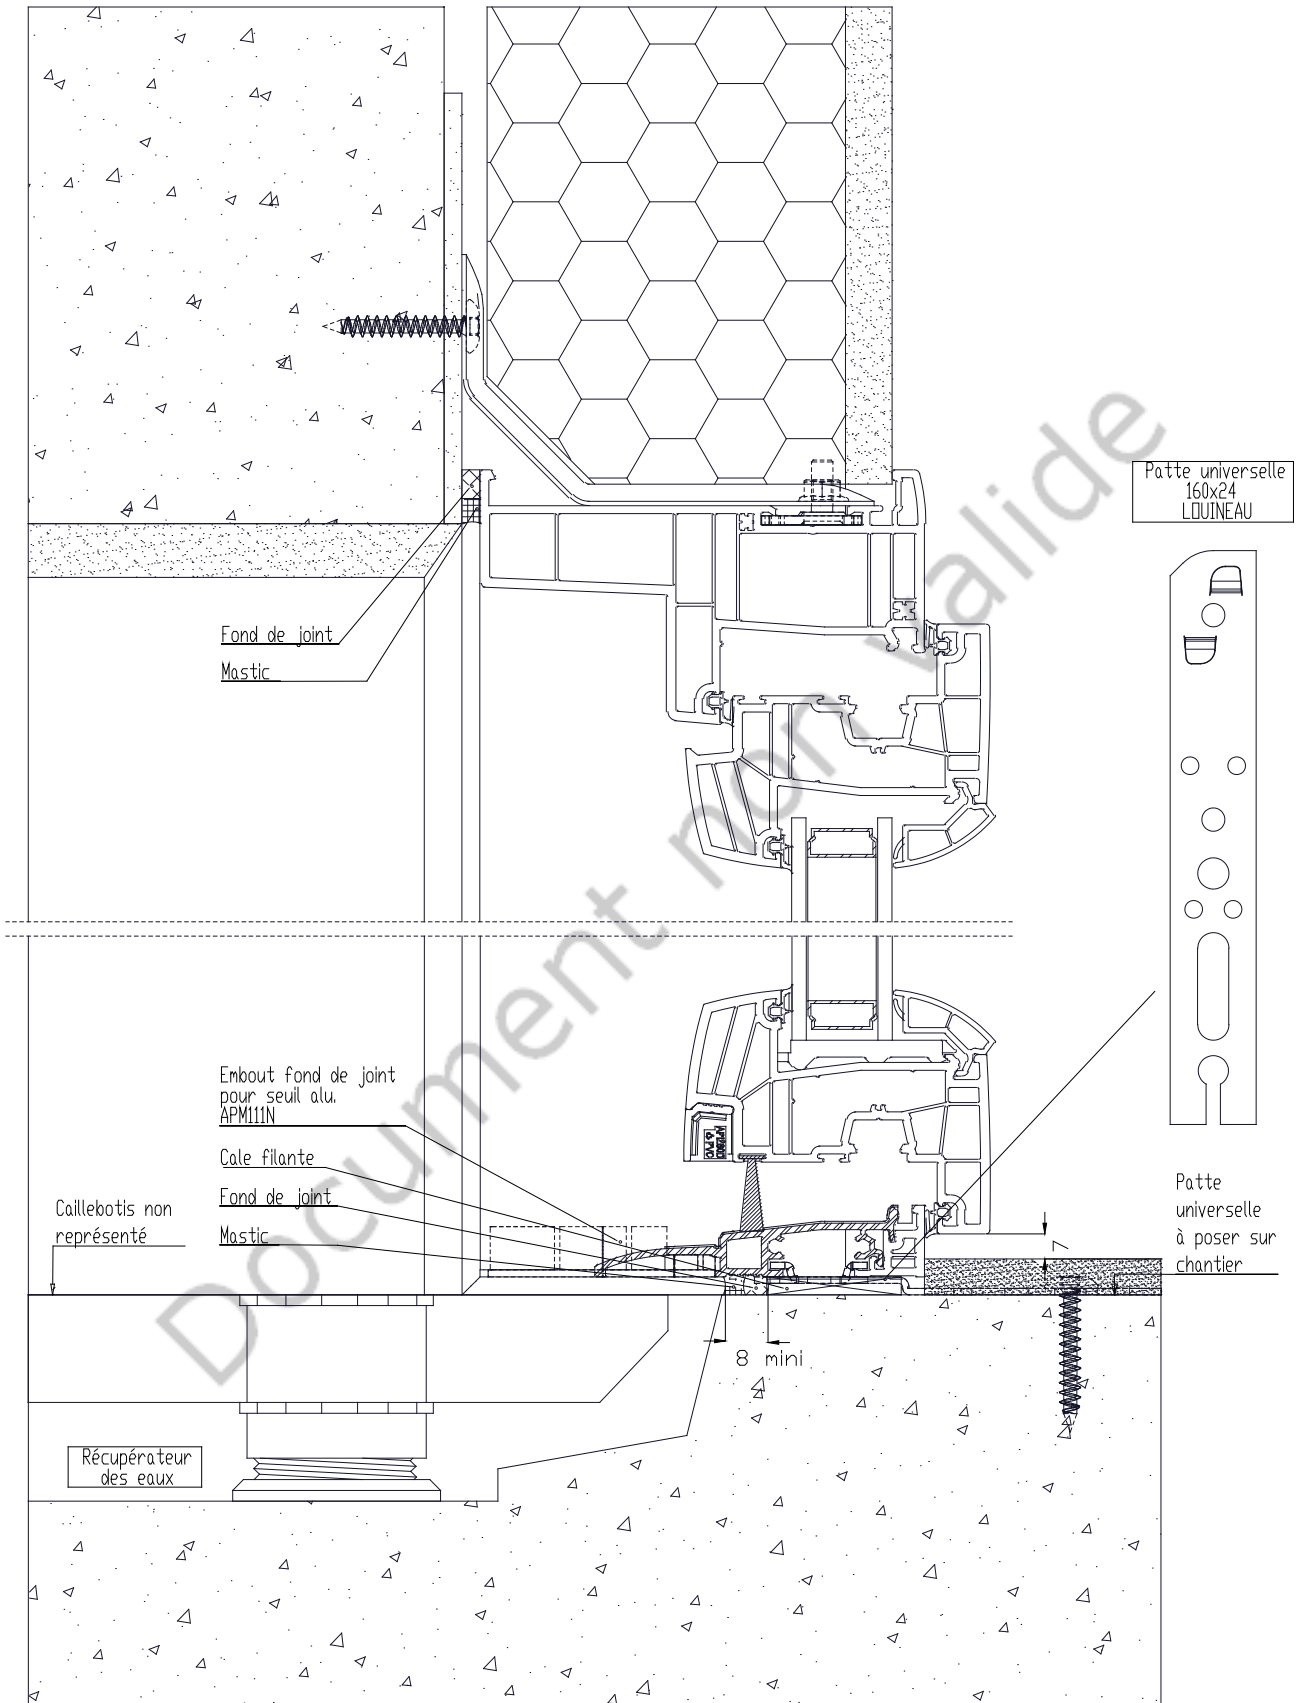 Patte universelle
160x24
LOUINEAU
Fond de joint
Mastic
Document non valide
Embout fond de joint
pour seuil alu.
APM111N
Cale filante
Fond de joint
Mastic
Caillebotis non
représenté
7
Patte
universelle
à poser sur
chantier
8 mini
Récupérateur
des eaux